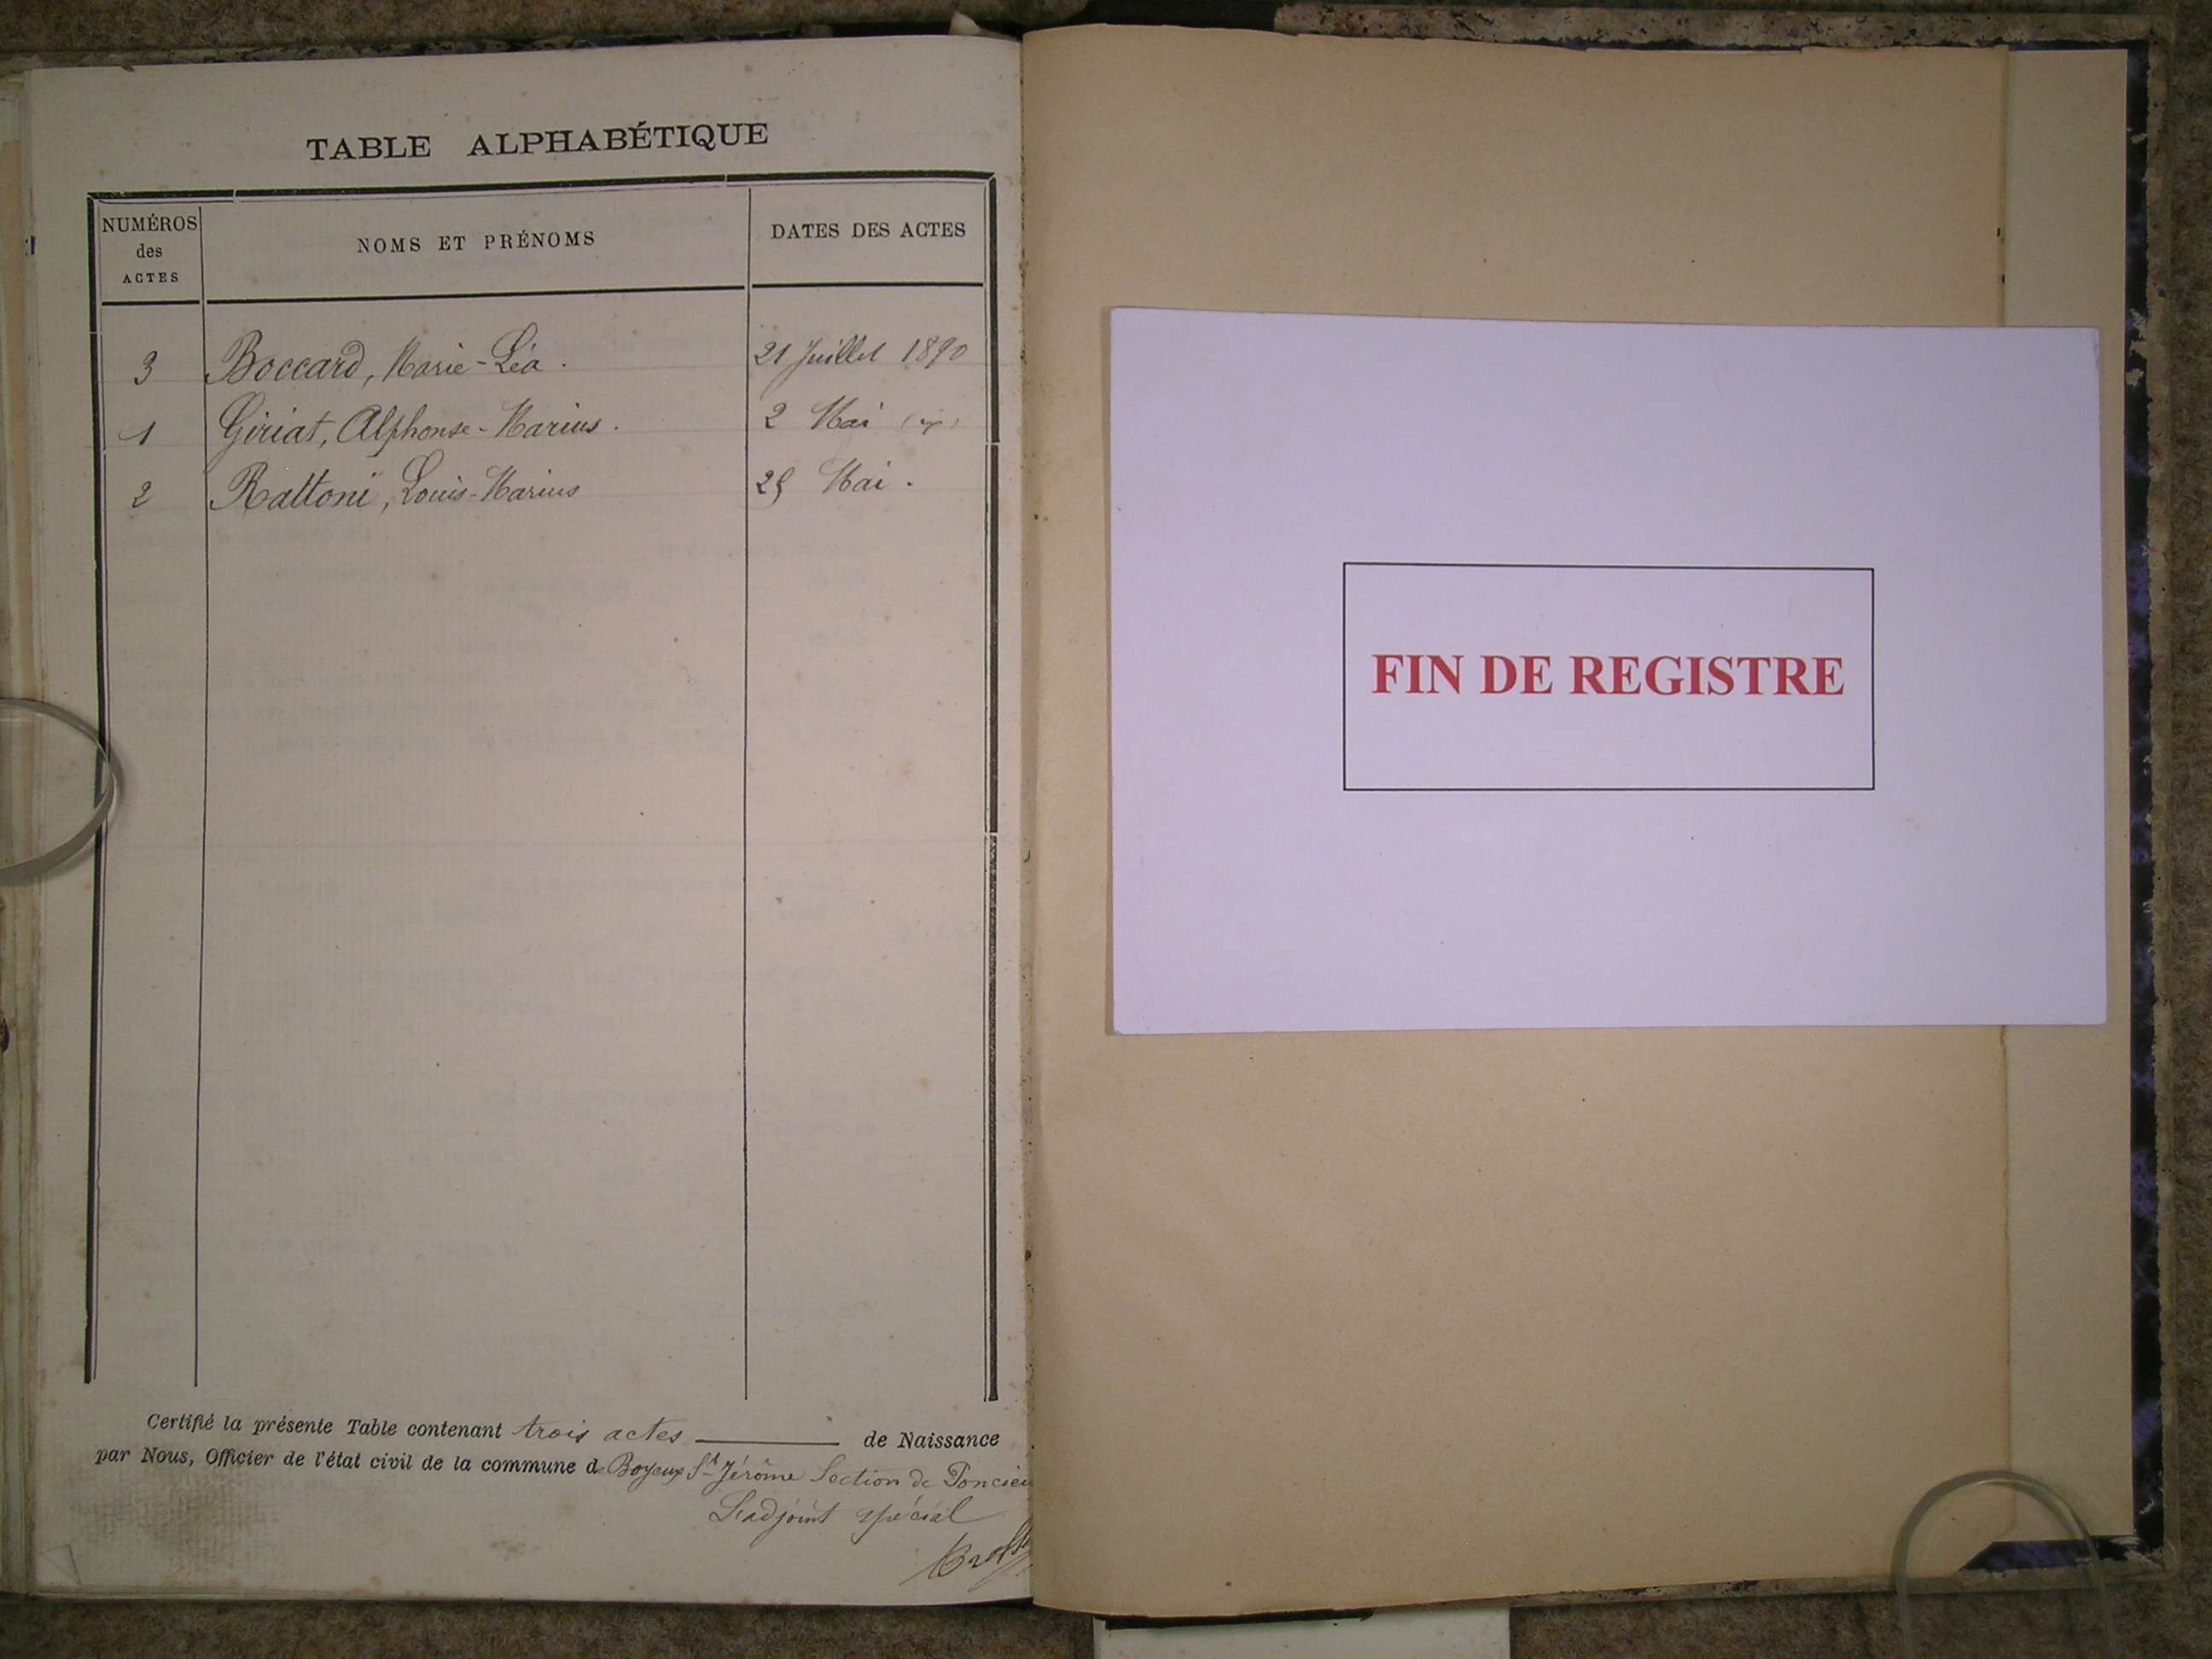 TABLE ALPHABÉTIQUE
NUMÉROS
des
ACTES
NOMS ET PRÉNOMS
DATES DES ACTES
3 Boccard, Marie-Léa. 21 Juillet 1890
1 Giriat, Alphonse-Marius. 2 Mai
2 Rattoni, Louis-Marius 25 Mai.
Certifié la présente Table contenant trois actes de Naissance
par Nous, Officier de l'état civil de la commune de Boyeux St Jérôme Section de Poncieu
L'adjoint spécial
FIN DE REGISTRE